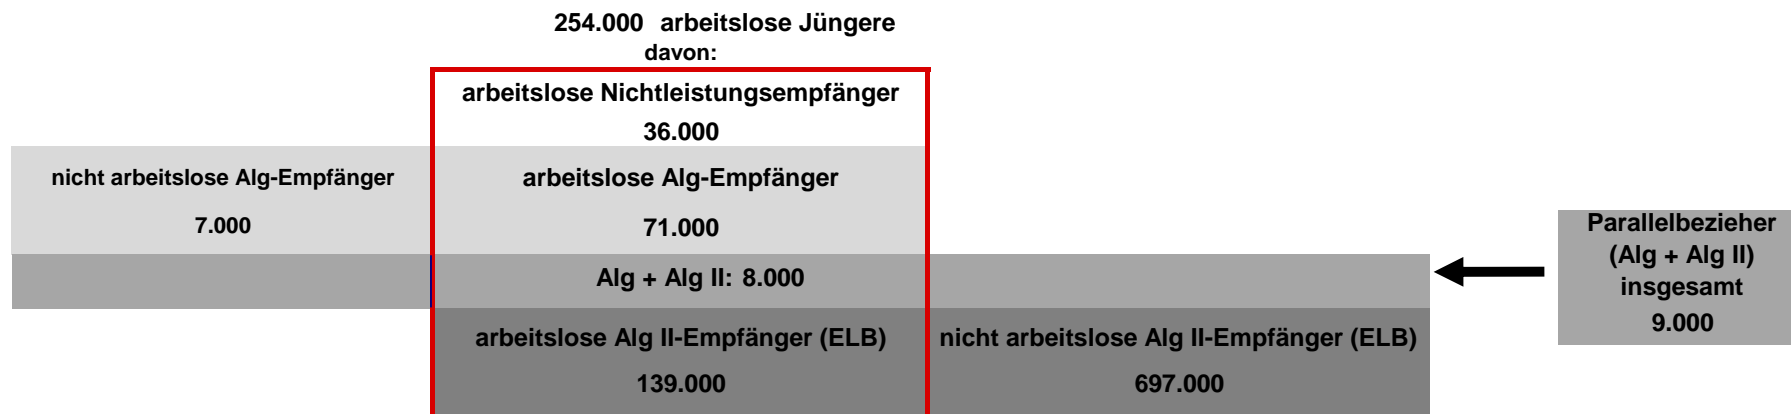 254.000 arbeitslose Jüngere
davon:
arbeitslose Nichtleistungsempfänger
36.000
nicht arbeitslose Alg-Empfänger
7.000
arbeitslose Alg-Empfänger
71.000
Alg + Alg II: 8.000
Parallelbezieher
(Alg + Alg II)
insgesamt
9.000
arbeitslose Alg II-Empfänger (ELB)
139.000
nicht arbeitslose Alg II-Empfänger (ELB)
697.000